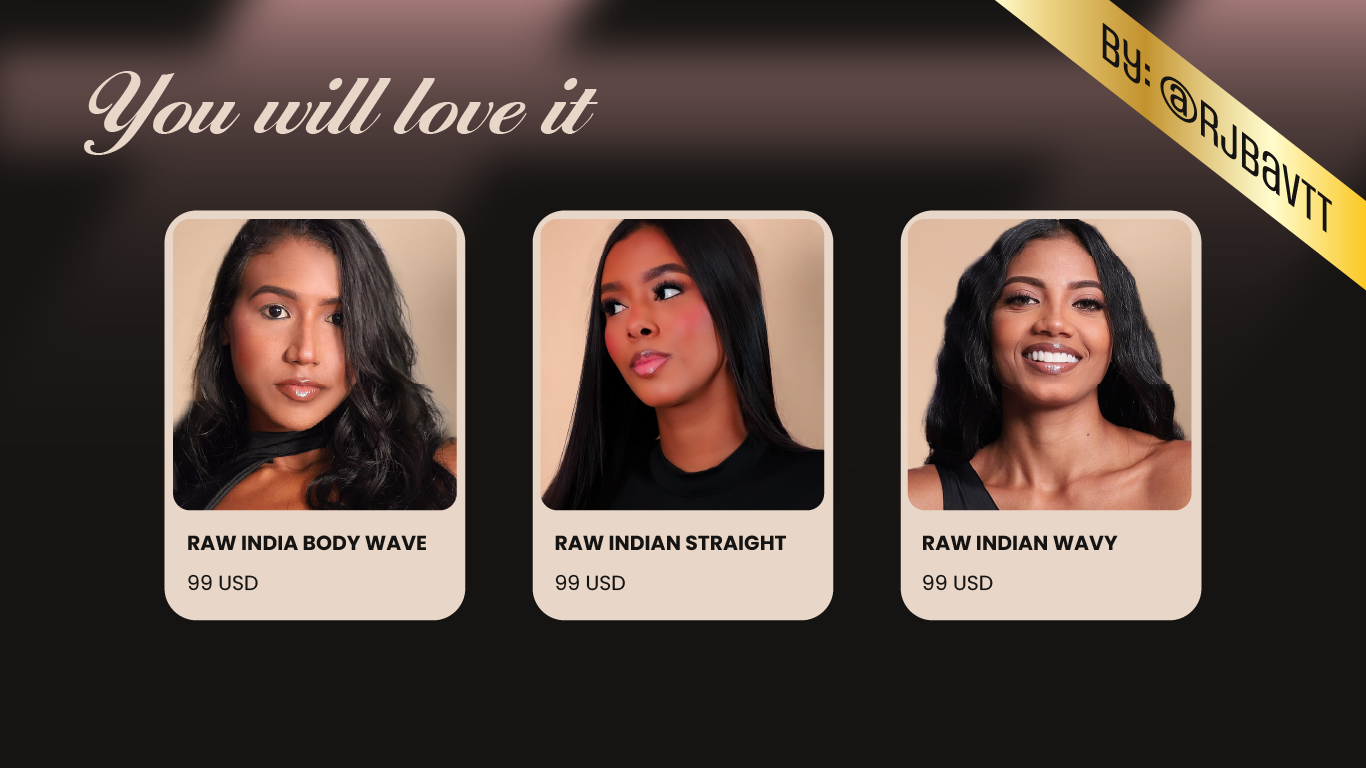 You will love it
BY: @RJBaVTT
RAW INDIA BODY WAVE
99 USD
RAW INDIAN STRAIGHT
99 USD
RAW INDIAN WAVY
99 USD